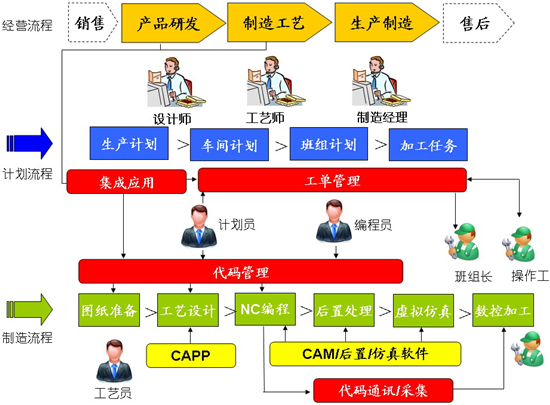 经营流程
销售
产品研发
制造工艺
生产制造
售后
设计师
工艺师
制造经理
计划流程
生产计划
>
车间计划
>
班组计划
>
加工任务
集成应用
工单管理
计划员
编程员
班组长
操作工
代码管理
制造流程
图纸准备
>
工艺设计
>
NC编程
>
后置处理
>
虚拟仿真
>
数控加工
CAPP
CAM/后置/仿真软件
工艺员
代码通讯/采集